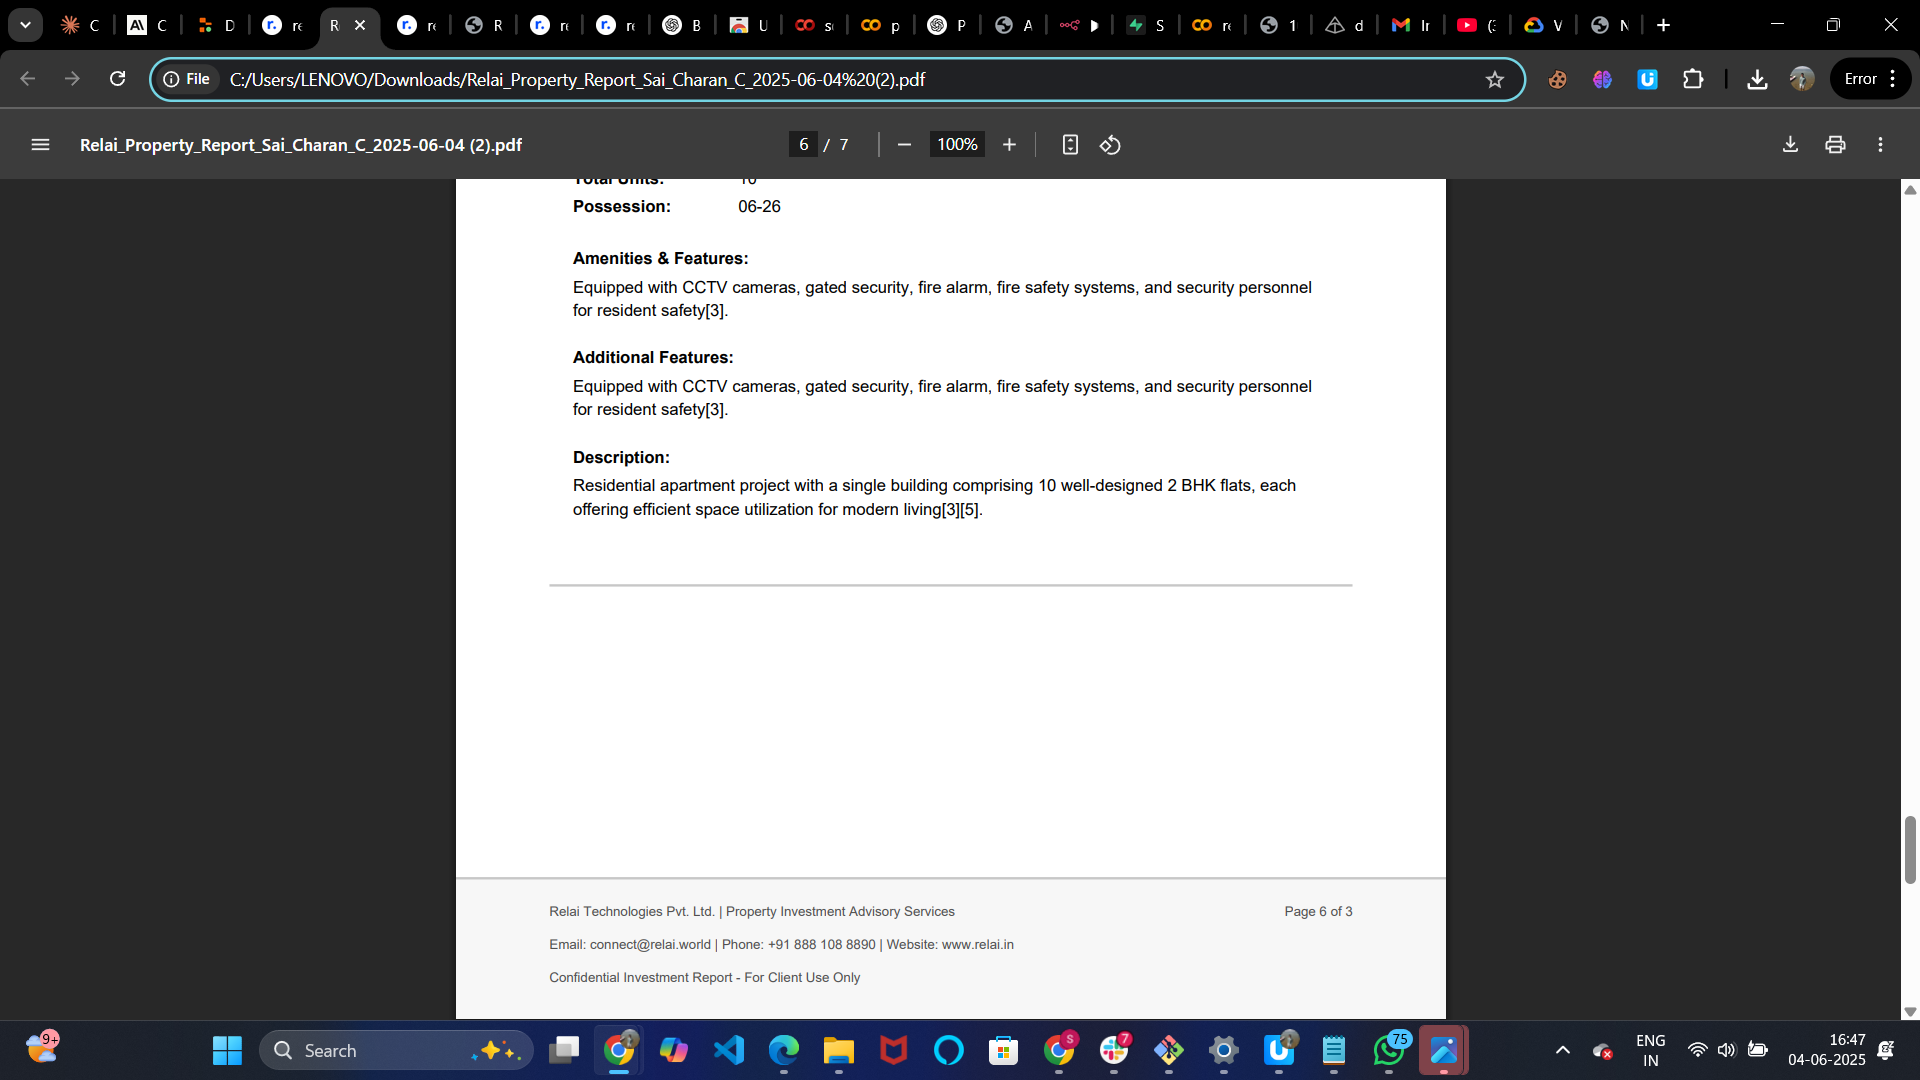 C
C
D
re
R
re
R
re
re
B
U
s
p
P
A
S
re
1
d
Ir
(
V
N
File
C:/Users/LENOVO/Downloads/Relai_Property_Report_Sai_Charan_C_2025-06-04%20(2).pdf
Error
Relai_Property_Report_Sai_Charan_C_2025-06-04 (2).pdf
6 / 7
100%
Total Units: 10
Possession: 06-26
Amenities & Features:
Equipped with CCTV cameras, gated security, fire alarm, fire safety systems, and security personnel
for resident safety[3].
Additional Features:
Equipped with CCTV cameras, gated security, fire alarm, fire safety systems, and security personnel
for resident safety[3].
Description:
Residential apartment project with a single building comprising 10 well-designed 2 BHK flats, each
offering efficient space utilization for modern living[3][5].
Relai Technologies Pvt. Ltd. | Property Investment Advisory Services
Page 6 of 3
Email: connect@relai.world | Phone: +91 888 108 8890 | Website: www.relai.in
Confidential Investment Report - For Client Use Only
9+
Search
S
7
75
ENG
IN
16:47
04-06-2025